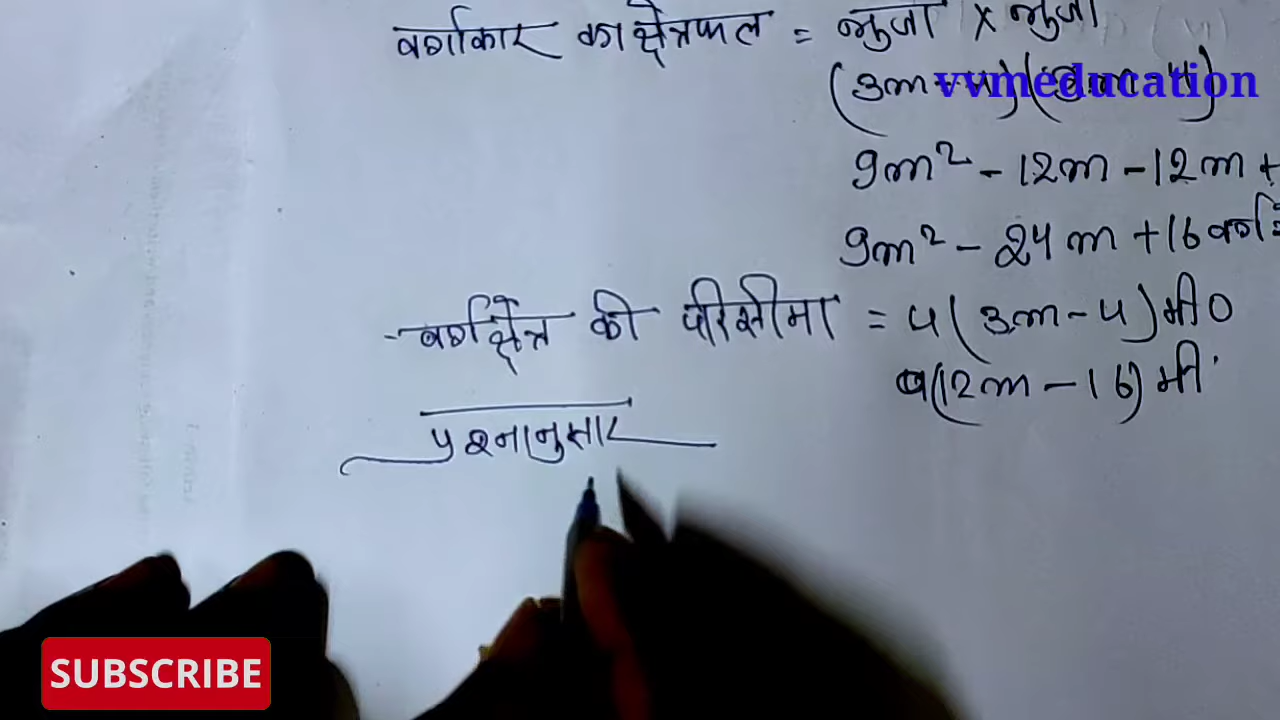 वर्गाकार का क्षेत्रफल = भुजा × भुजा
vvmeducation
9m² - 12m - 12m +
9m² - 24m + 16 वर्ग
वर्गक्षेत्र की परिसीमा = 4(3m - 4) मी०
(12m - 16) मी
प्रश्नानुसार
SUBSCRIBE